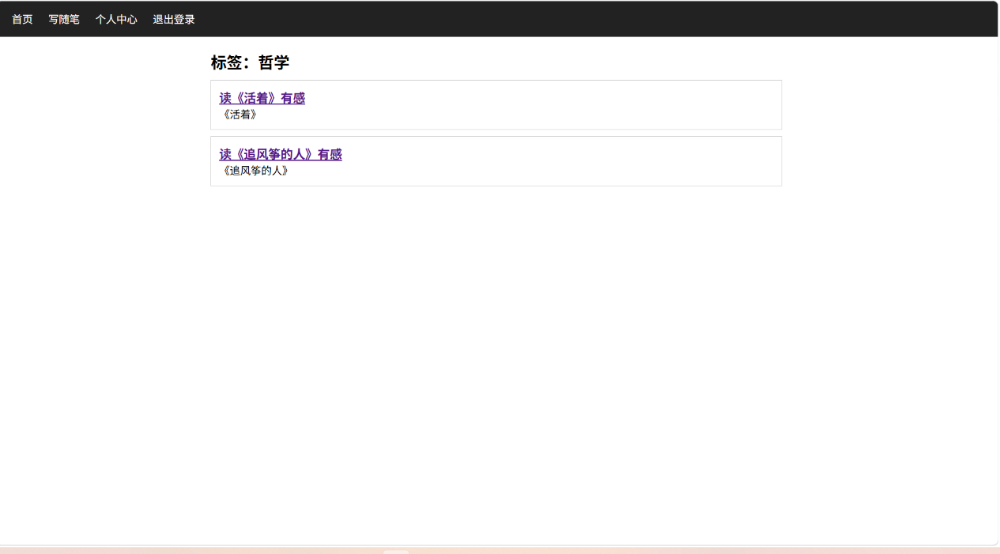 首页 写随笔 个人中心 退出登录
标签：哲学
读《活着》有感
《活着》
读《追风筝的人》有感
《追风筝的人》